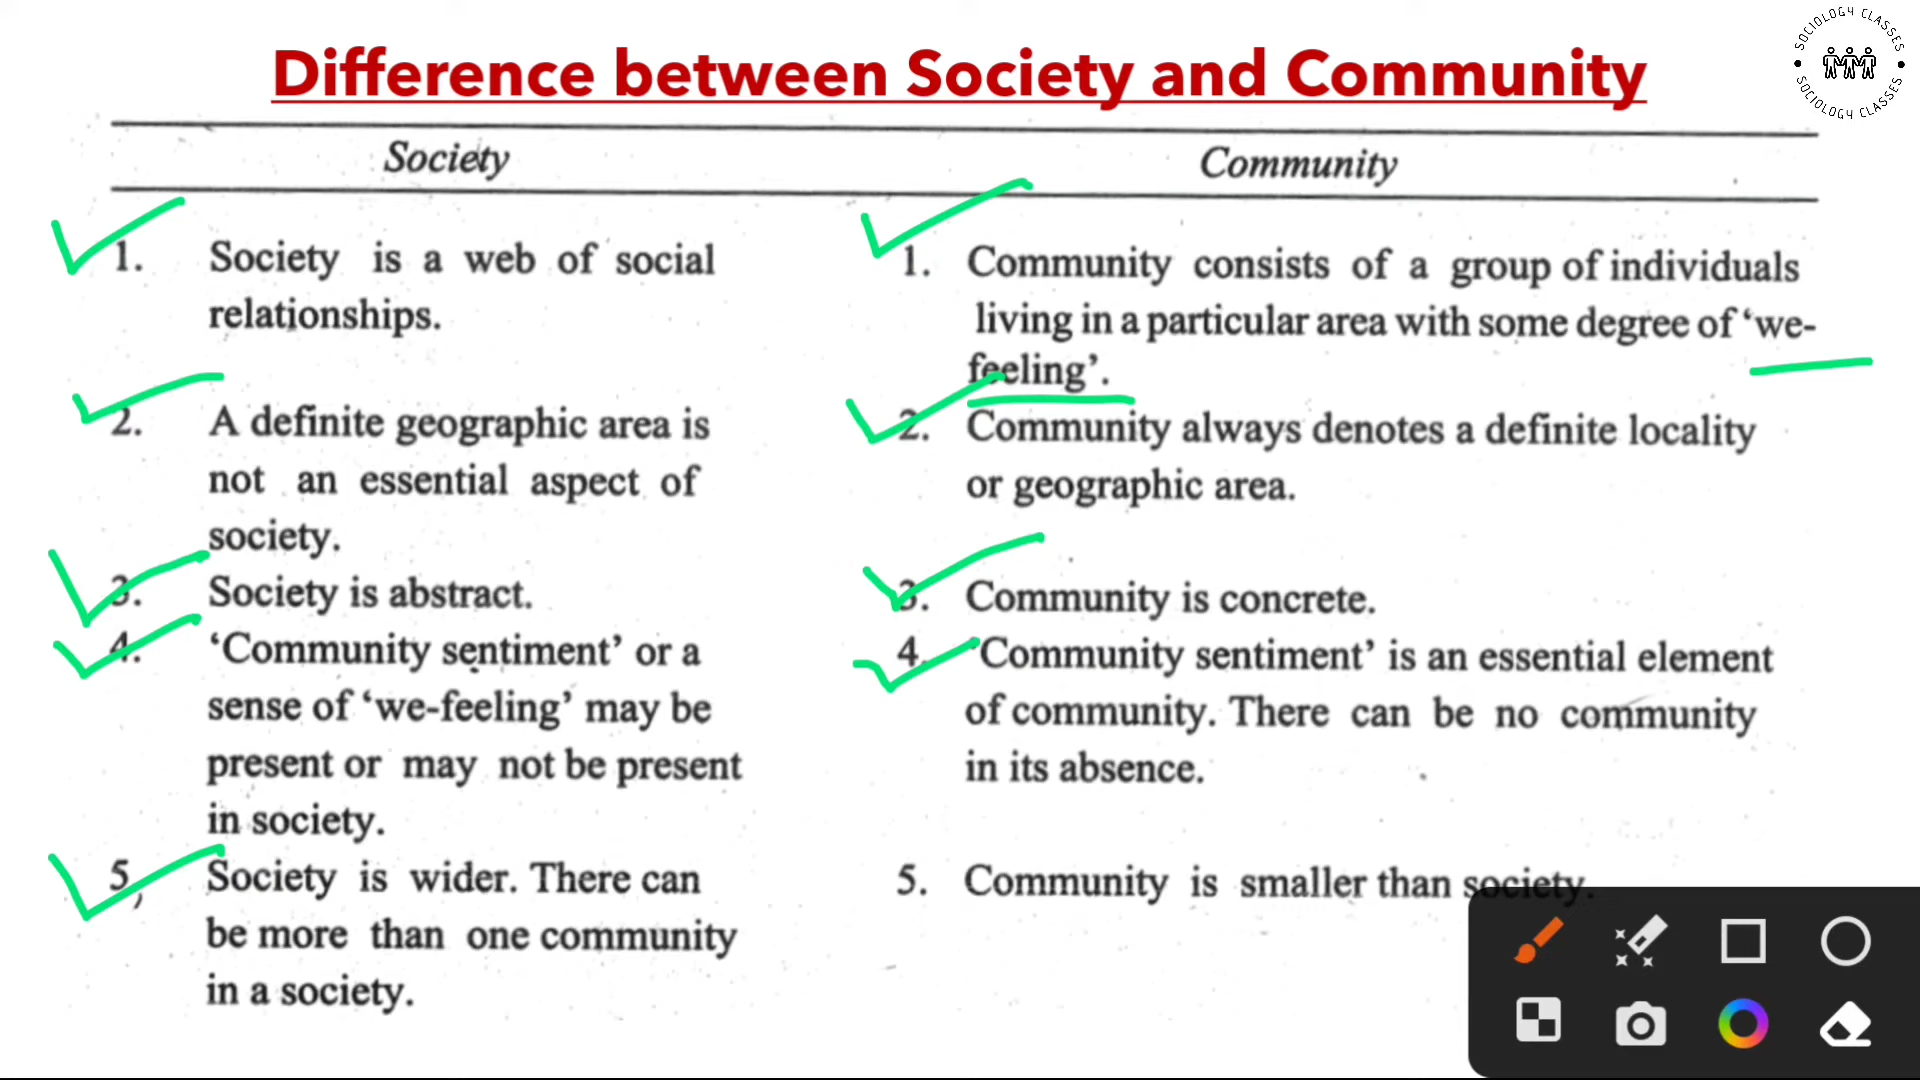 Difference between Society and Community
SOCIOLOGY CLASSES
SOCIOLOGY CLASSES
Society
Community
1. Society is a web of social
relationships.
1. Community consists of a group of individuals
living in a particular area with some degree of ‘we-
feeling’.
2. A definite geographic area is
not an essential aspect of
society.
2. Community always denotes a definite locality
or geographic area.
3. Society is abstract.
3. Community is concrete.
4. ‘Community sentiment’ or a
sense of ‘we-feeling’ may be
present or may not be present
in society.
4. ‘Community sentiment’ is an essential element
of community. There can be no community
in its absence.
5. Society is wider. There can
be more than one community
in a society.
5. Community is smaller than society.